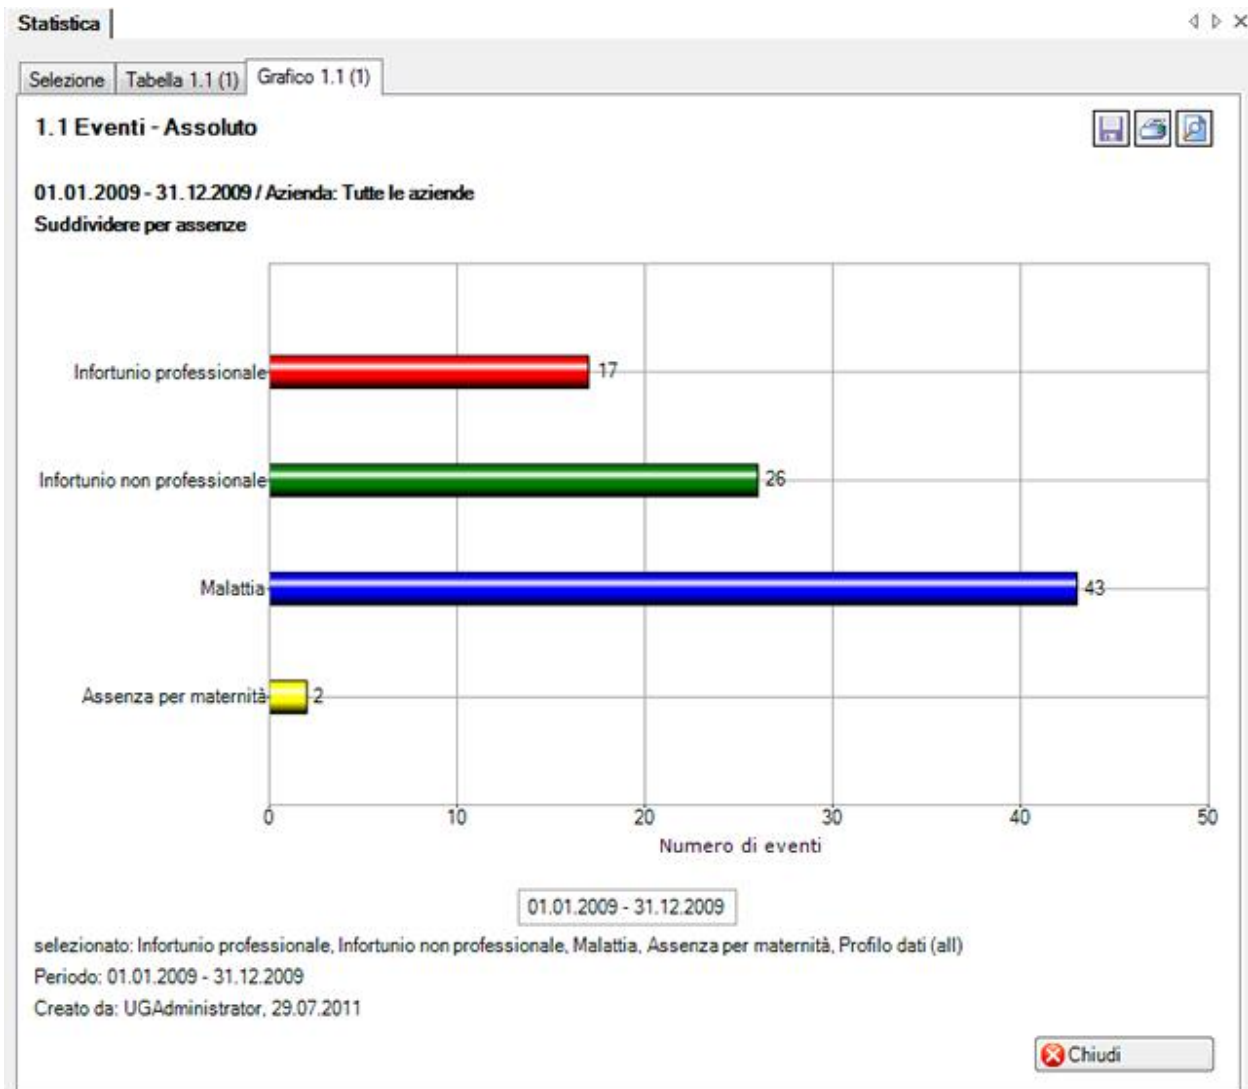 Statistica
Selezione Tabella 1.1 (1) Grafico 1.1 (1)
1.1 Eventi - Assoluto
01.01.2009 - 31.12.2009 / Azienda: Tutte le aziende
Suddividere per assenze
Infortunio professionale 17
Infortunio non professionale 26
Malattia 43
Assenza per maternità 2
0 10 20 30 40 50
Numero di eventi
01.01.2009 - 31.12.2009
selezionato: Infortunio professionale, Infortunio non professionale, Malattia, Assenza per maternità, Profilo dati (all)
Periodo: 01.01.2009 - 31.12.2009
Creato da: UGAdministrator, 29.07.2011
Chiudi